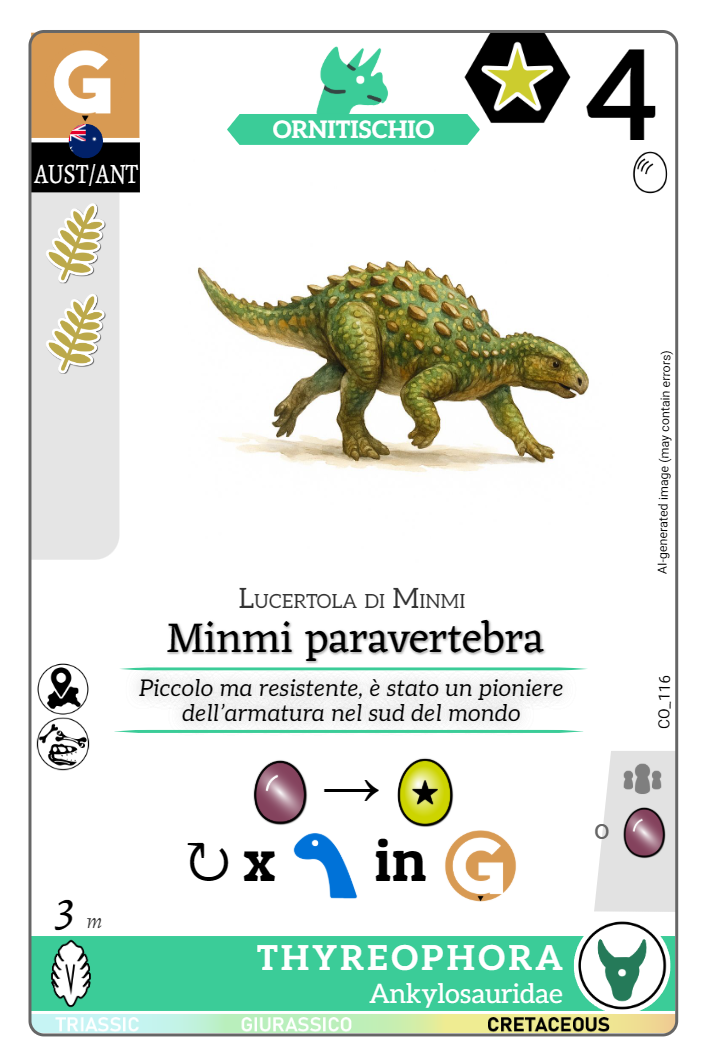 G
AUST/ANT
ORNITISCHIO
4
AI-generated image (may contain errors)
Lucertola di Minmi
Minmi paravertebra
Piccolo ma resistente, è stato un pioniere
dell'armatura nel sud del mondo
CO_116
→
↻ x in G
o
3 m
THYREOPHORA
Ankylosauridae
TRIASSIC GIURASSICO CRETACEOUS